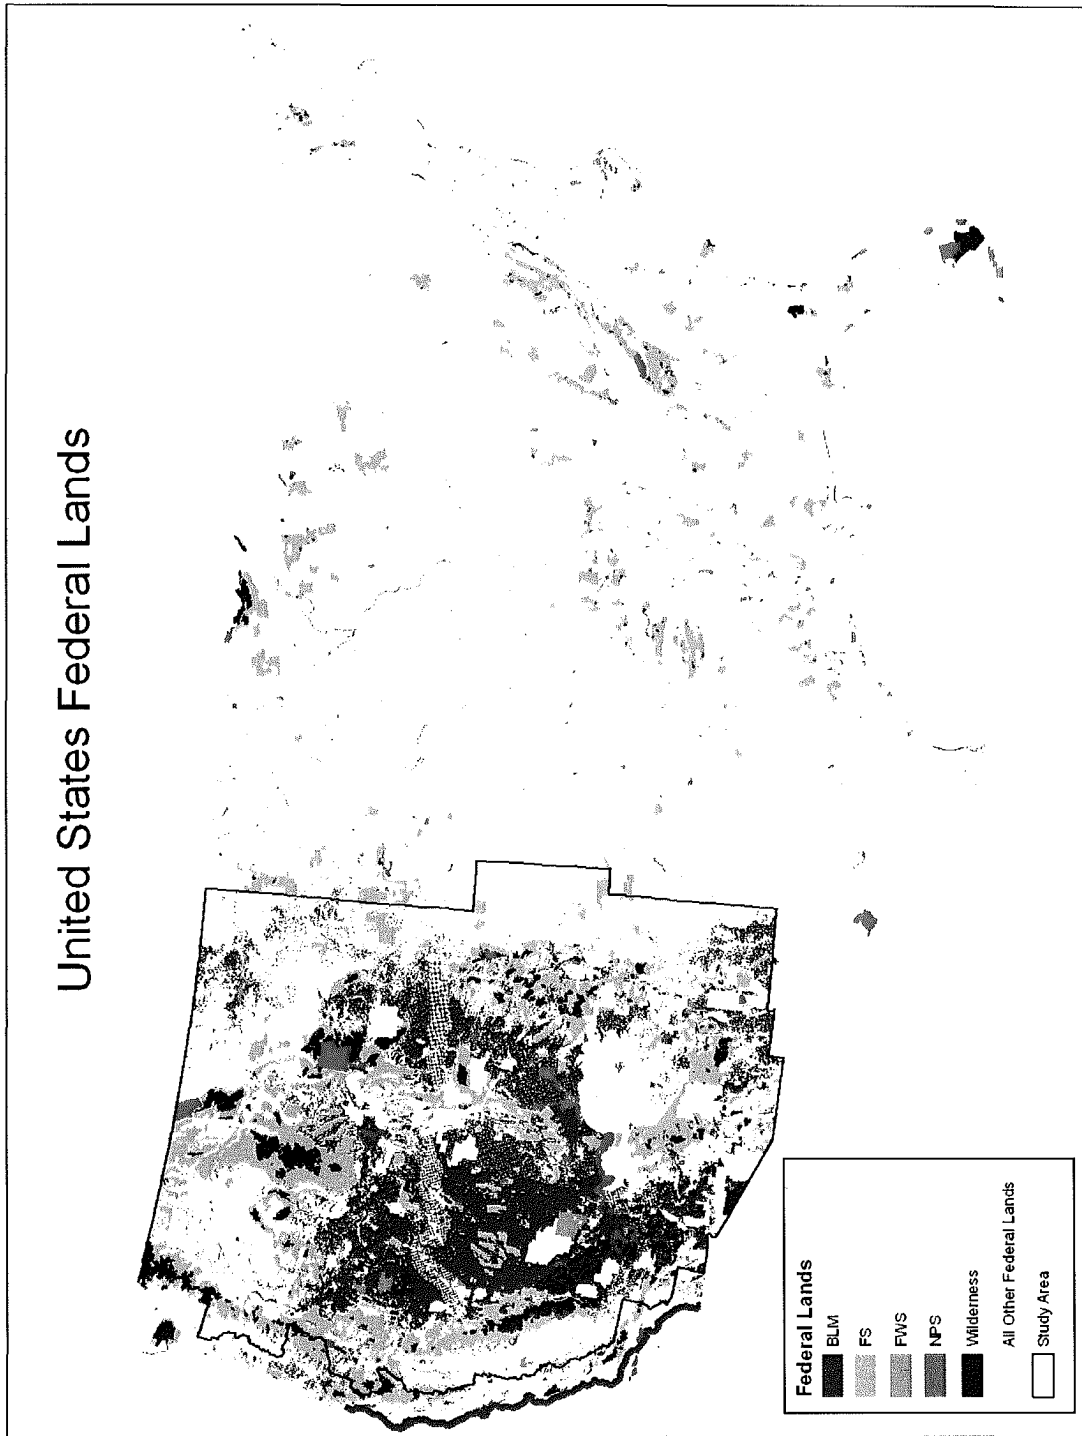 United States Federal Lands
Federal Lands
BLM
FS
FWS
NPS
Wilderness
All Other Federal Lands
Study Area